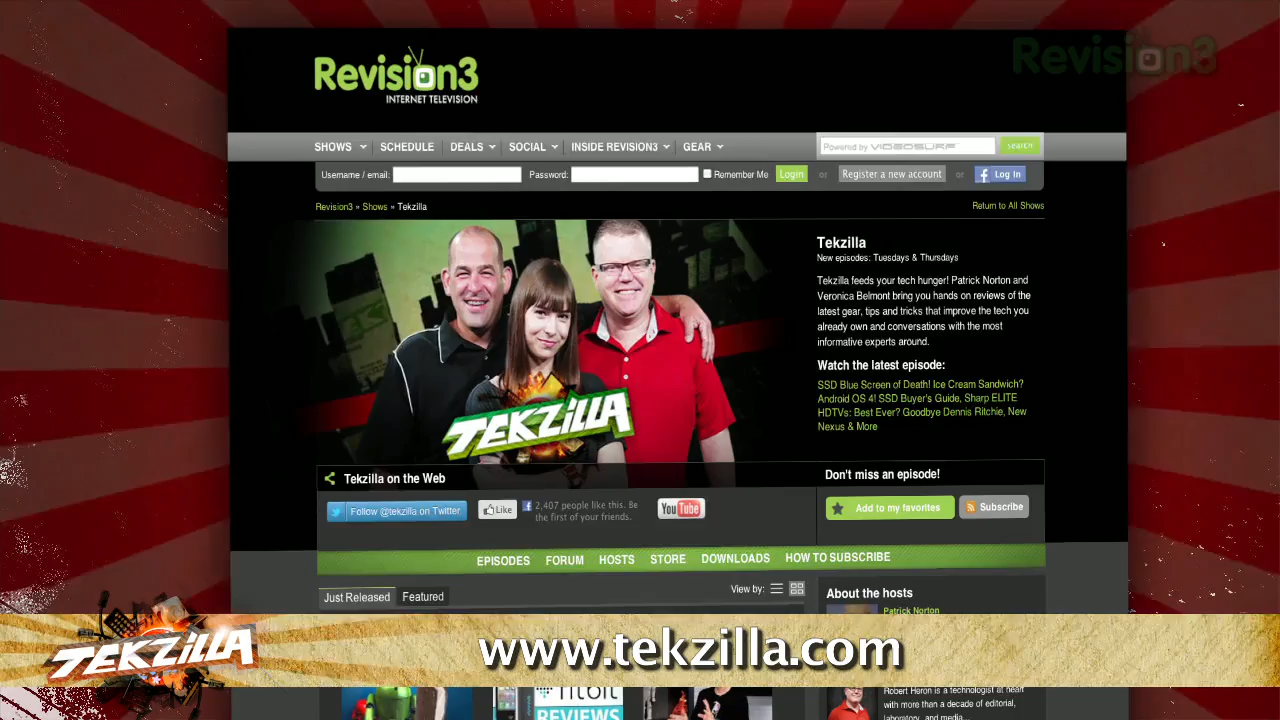 Revision3
INTERNET TELEVISION
Revision3
SHOWS
SCHEDULE
DEALS
SOCIAL
INSIDE REVISION3
GEAR
Powered by VIDEOSURF
search
Username / email:
Password:
Remember Me
Login
or
Register a new account
or
f Log In
Revision3 » Shows » Tekzilla
Return to All Shows
Tekzilla
New episodes: Tuesdays & Thursdays
Tekzilla feeds your tech hunger! Patrick Norton and
Veronica Belmont bring you hands on reviews of the
latest gear, tips and tricks that improve the tech you
already own and conversations with the most
informative experts around.
Watch the latest episode:
SSD Blue Screen of Death! Ice Cream Sandwich?
Android OS 4! SSD Buyer's Guide, Sharp ELITE
HDTVs: Best Ever? Goodbye Dennis Ritchie, New
Nexus & More
TEKZILLA
Tekzilla on the Web
Don't miss an episode!
Follow @tekzilla on Twitter
Like
f 2,407 people like this. Be
the first of your friends.
YouTube
Add to my favorites
Subscribe
EPISODES
FORUM
HOSTS
STORE
DOWNLOADS
HOW TO SUBSCRIBE
Just Released
Featured
View by:
About the hosts
Patrick Norton
TEKZILLA
www.tekzilla.com
Robert Heron is a technologist at heart
with more than a decade of editorial,
laboratory, and media...
REVIEWS